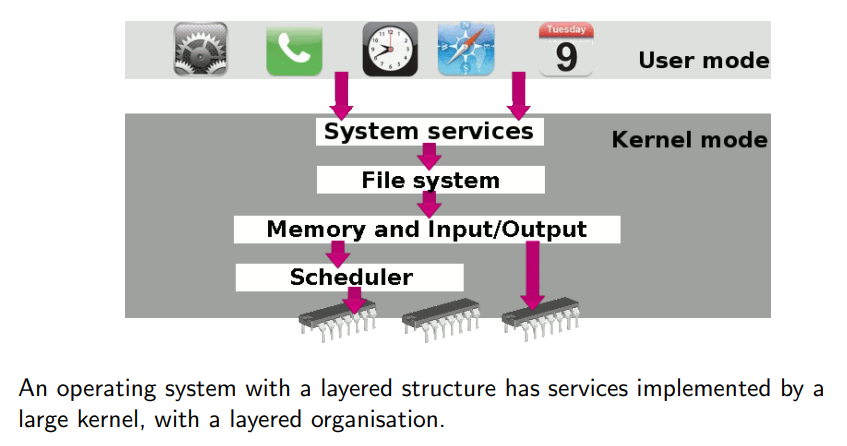 Tuesday
9
User mode
System services
Kernel mode
File system
Memory and Input/Output
Scheduler
An operating system with a layered structure has services implemented by a
large kernel, with a layered organisation.